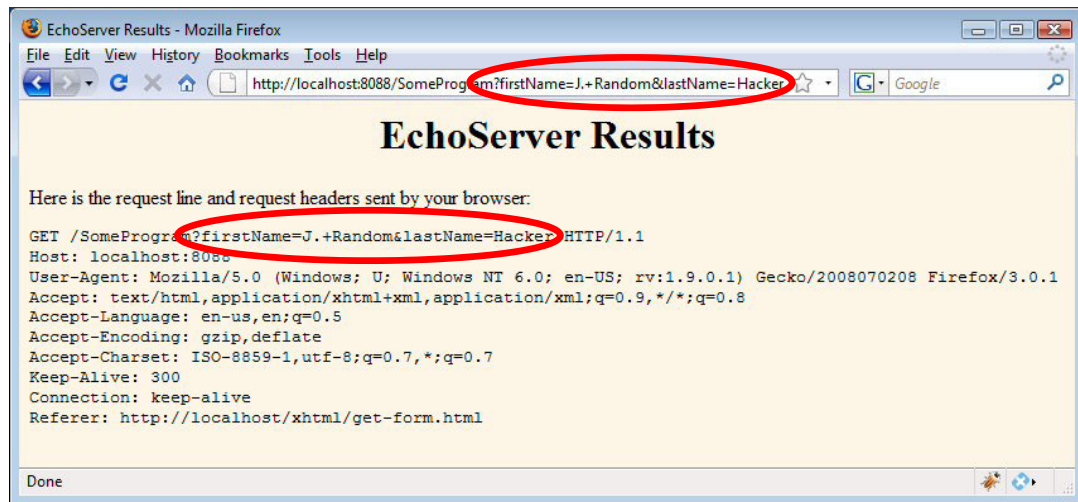 EchoServer Results - Mozilla Firefox
File Edit View History Bookmarks Tools Help
http://localhost:8088/SomeProgram?firstName=J.+Random&lastName=Hacker
G Google
EchoServer Results
Here is the request line and request headers sent by your browser:
GET /SomeProgram?firstName=J.+Random&lastName=Hacker HTTP/1.1
Host: localhost:8088
User-Agent: Mozilla/5.0 (Windows; U; Windows NT 6.0; en-US; rv:1.9.0.1) Gecko/2008070208 Firefox/3.0.1
Accept: text/html,application/xhtml+xml,application/xml;q=0.9,*/*;q=0.8
Accept-Language: en-us,en;q=0.5
Accept-Encoding: gzip,deflate
Accept-Charset: ISO-8859-1,utf-8;q=0.7,*;q=0.7
Keep-Alive: 300
Connection: keep-alive
Referer: http://localhost/xhtml/get-form.html
Done